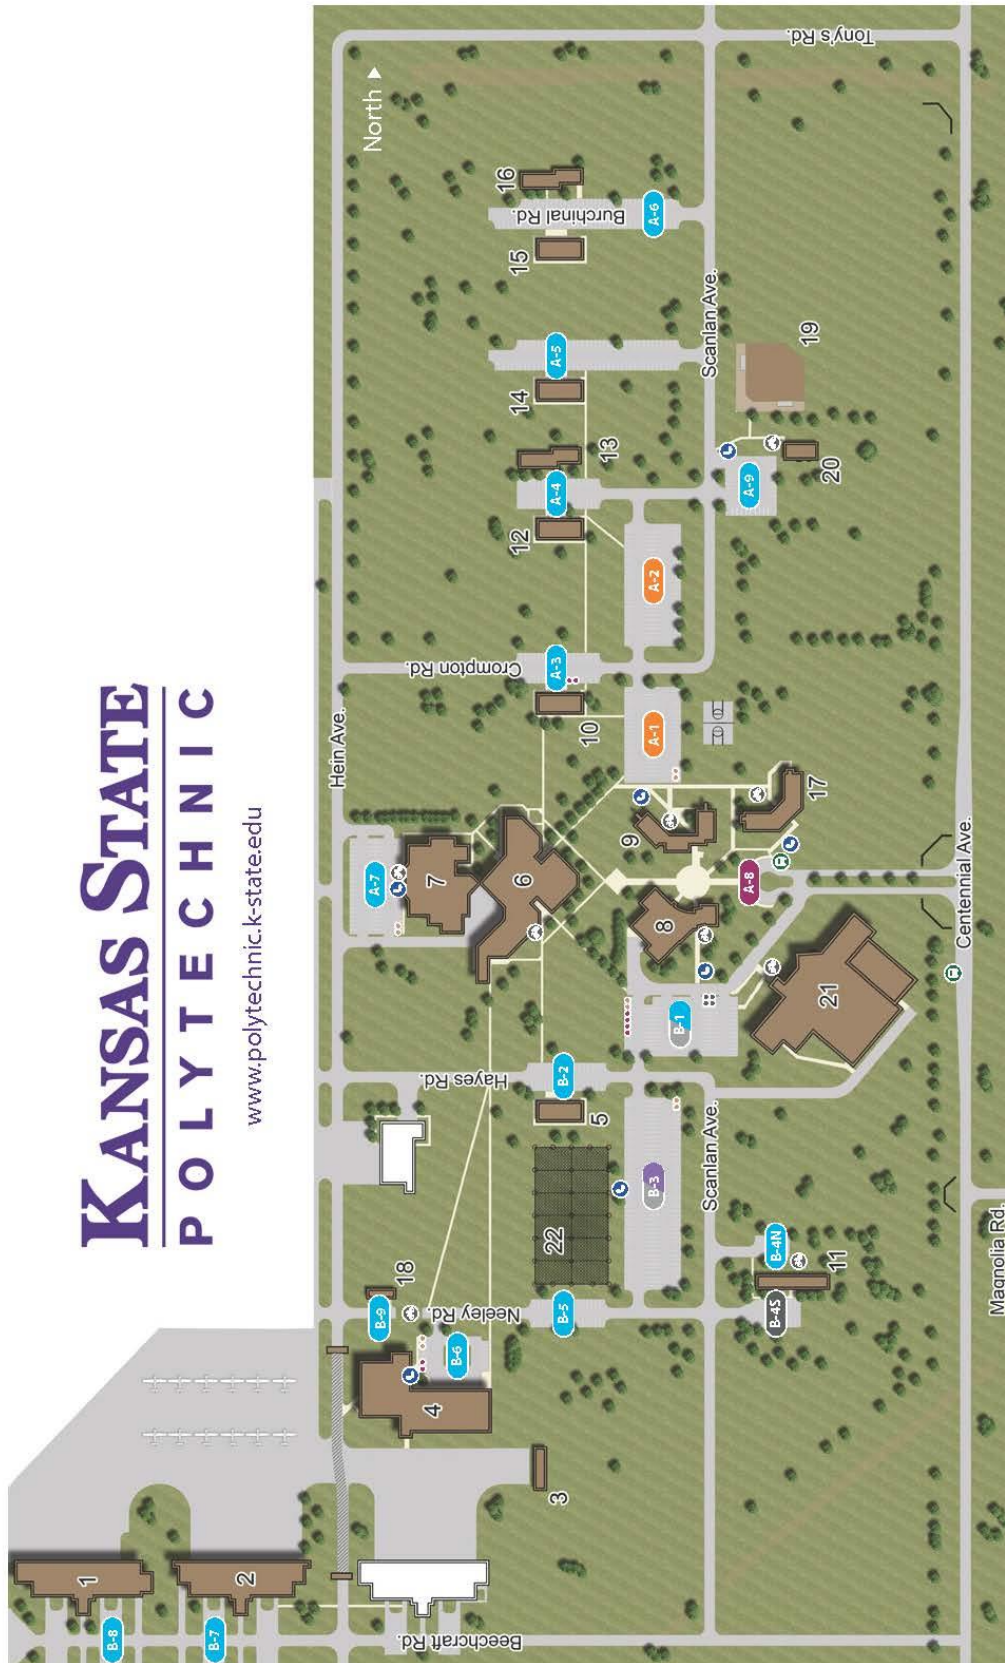 KANSAS STATE
POLYTECHNIC
www.polytechnic.k-state.edu
North
Tony's Rd.
Burchinal Rd.
Scanlan Ave.
Crompton Rd.
Hein Ave.
Centennial Ave.
Hayes Rd.
Scanlan Ave.
Neeley Rd.
Magnolia Rd.
Beechcraft Rd.
16
A-6
15
A-5
14
19
13
A-4
20
A-9
12
A-2
A-3
10
A-1
17
9
A-7
7
6
A-8
8
21
B-1
B-2
5
B-3
22
B-4N
11
B-4S
18
B-9
B-5
B-6
4
3
1
2
B-8
B-7